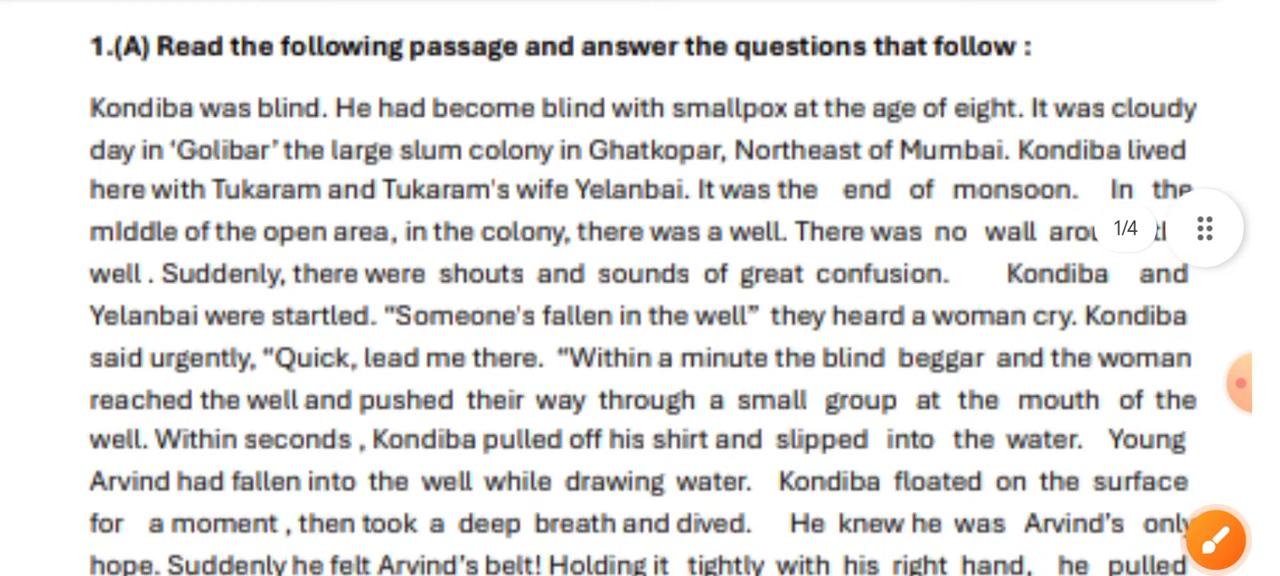 1.(A) Read the following passage and answer the questions that follow :
Kondiba was blind. He had become blind with smallpox at the age of eight. It was cloudy
day in ‘Golibar’ the large slum colony in Ghatkopar, Northeast of Mumbai. Kondiba lived
here with Tukaram and Tukaram's wife Yelanbai. It was the end of monsoon. In the
mIddle of the open area, in the colony, there was a well. There was no wall
1/4
well . Suddenly, there were shouts and sounds of great confusion. Kondiba and
Yelanbai were startled. "Someone's fallen in the well” they heard a woman cry. Kondiba
said urgently, "Quick, lead me there. "Within a minute the blind beggar and the woman
reached the well and pushed their way through a small group at the mouth of the
well. Within seconds , Kondiba pulled off his shirt and slipped into the water. Young
Arvind had fallen into the well while drawing water. Kondiba floated on the surface
for a moment , then took a deep breath and dived. He knew he was Arvind’s only
hope. Suddenly he felt Arvind’s belt! Holding it tightly with his right hand, he pulled